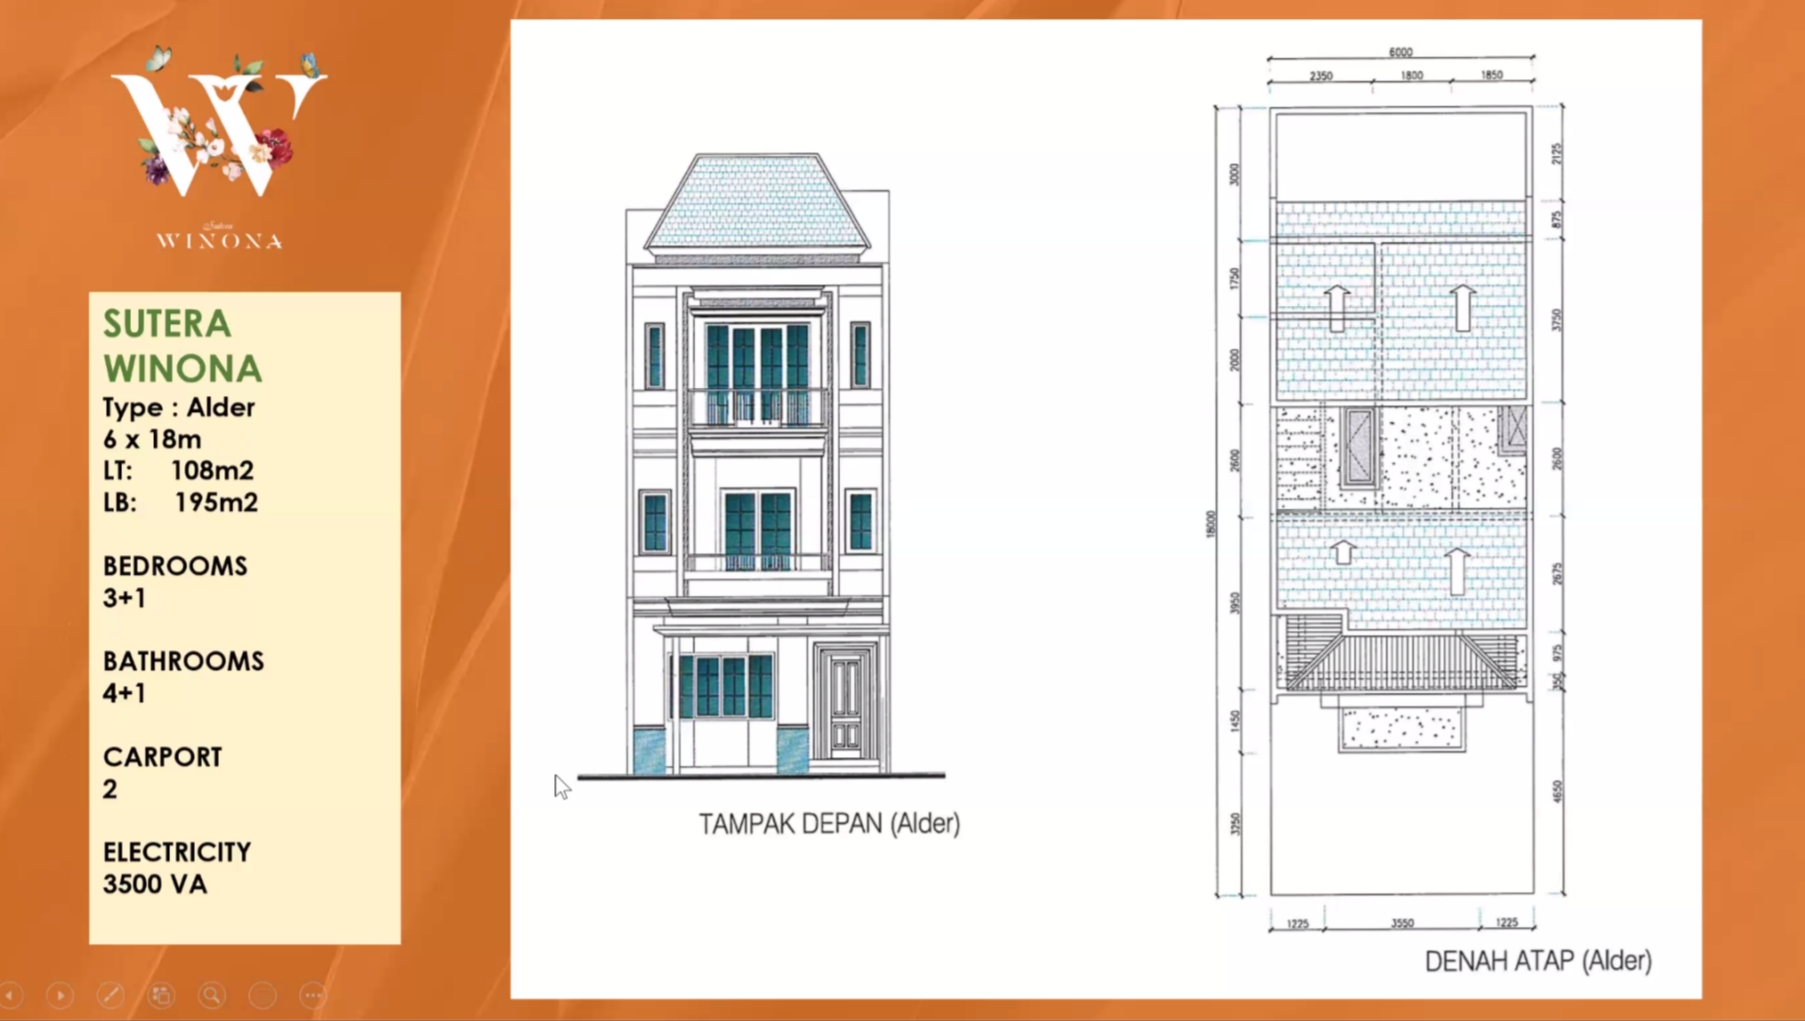 Sutera
WINONA
SUTERA
WINONA
Type : Alder
6 x 18m
LT: 108m2
LB: 195m2
BEDROOMS
3+1
BATHROOMS
4+1
CARPORT
2
ELECTRICITY
3500 VA
TAMPAK DEPAN (Alder)
6000
2350 1800 1850
18000
3000
1750
2000
2600
3950
1450
3250
2125
875
3750
2600
2675
975
350
4650
1225 3550 1225
DENAH ATAP (Alder)